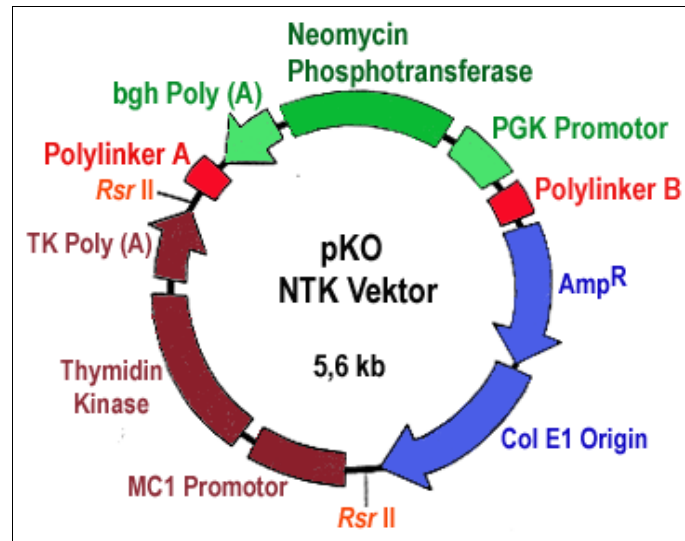 Neomycin
Phosphotransferase
bgh Poly (A)
PGK Promotor
Polylinker A
Rsr II
Polylinker B
TK Poly (A)
pKO
NTK Vektor
AmpR
5,6 kb
Thymidin
Kinase
Col E1 Origin
MC1 Promotor
Rsr II